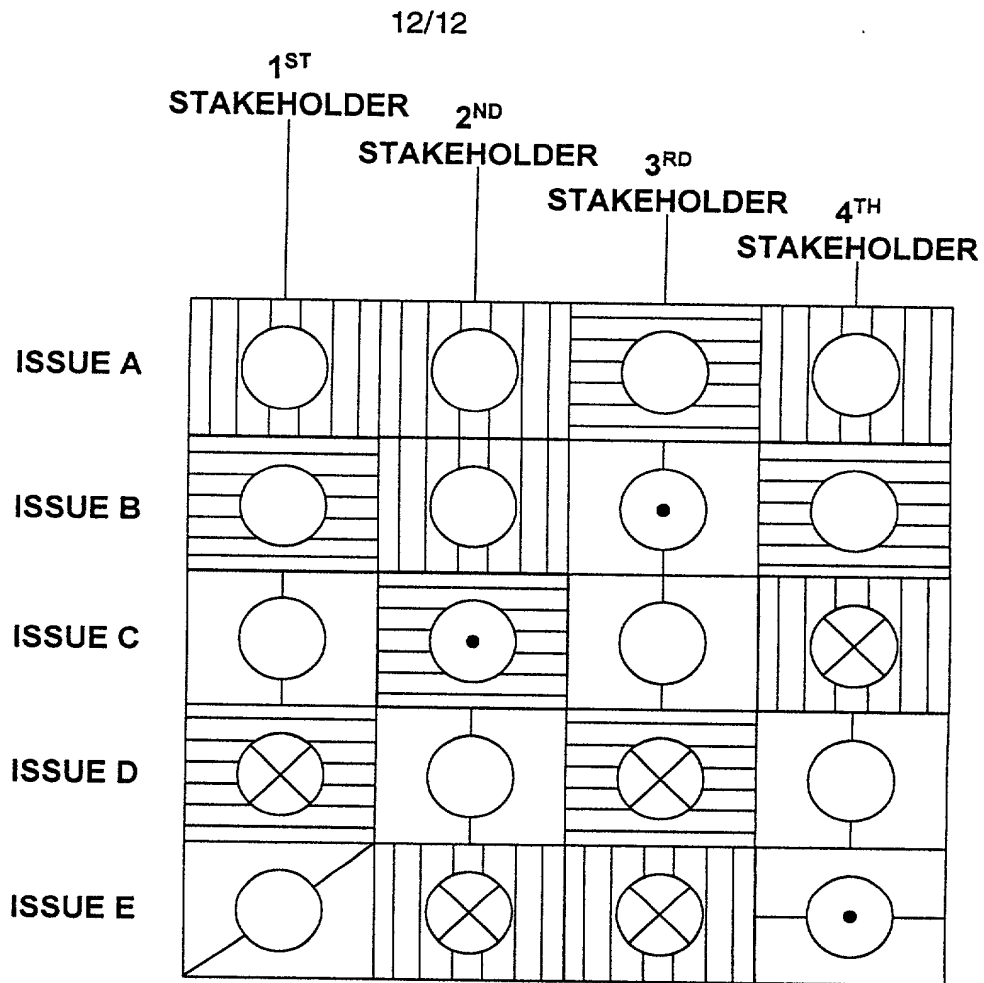 12/12
1ST
STAKEHOLDER
2ND
STAKEHOLDER
3RD
STAKEHOLDER
4TH
STAKEHOLDER
ISSUE A
ISSUE B
ISSUE C
ISSUE D
ISSUE E